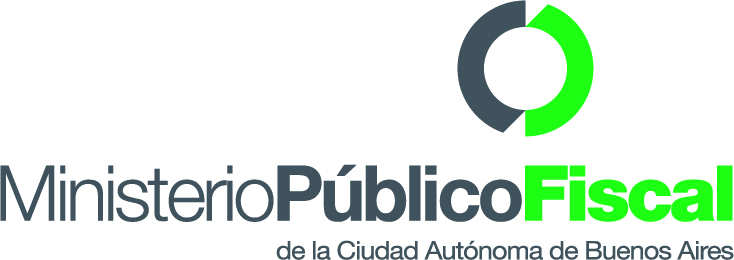 MinisterioPúblicoFiscal
de la Ciudad Autónoma de Buenos Aires